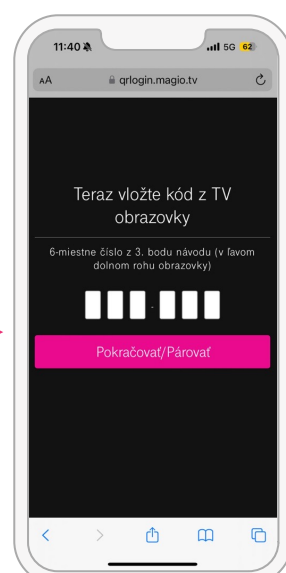 11:40 5G 62
AA qrlogin.magio.tv
Teraz vložte kód z TV
obrazovky
6-miestne číslo z 3. bodu návodu (v ľavom
dolnom rohu obrazovky)
-
Pokračovať/Párovať